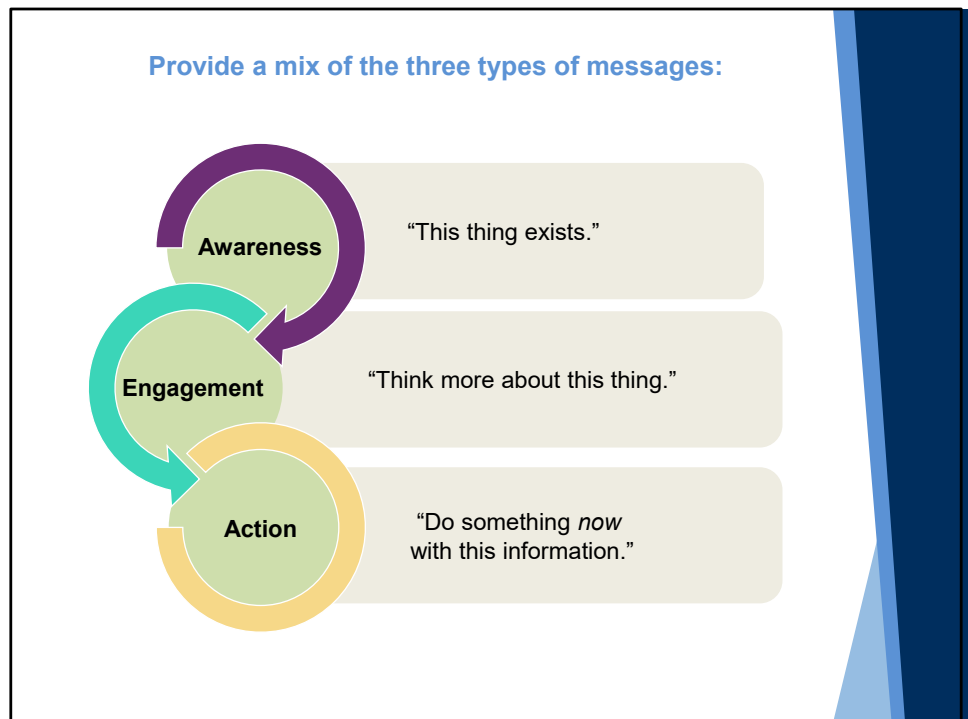 Provide a mix of the three types of messages:
Awareness
“This thing exists.”
Engagement
“Think more about this thing.”
Action
“Do something now
with this information.”